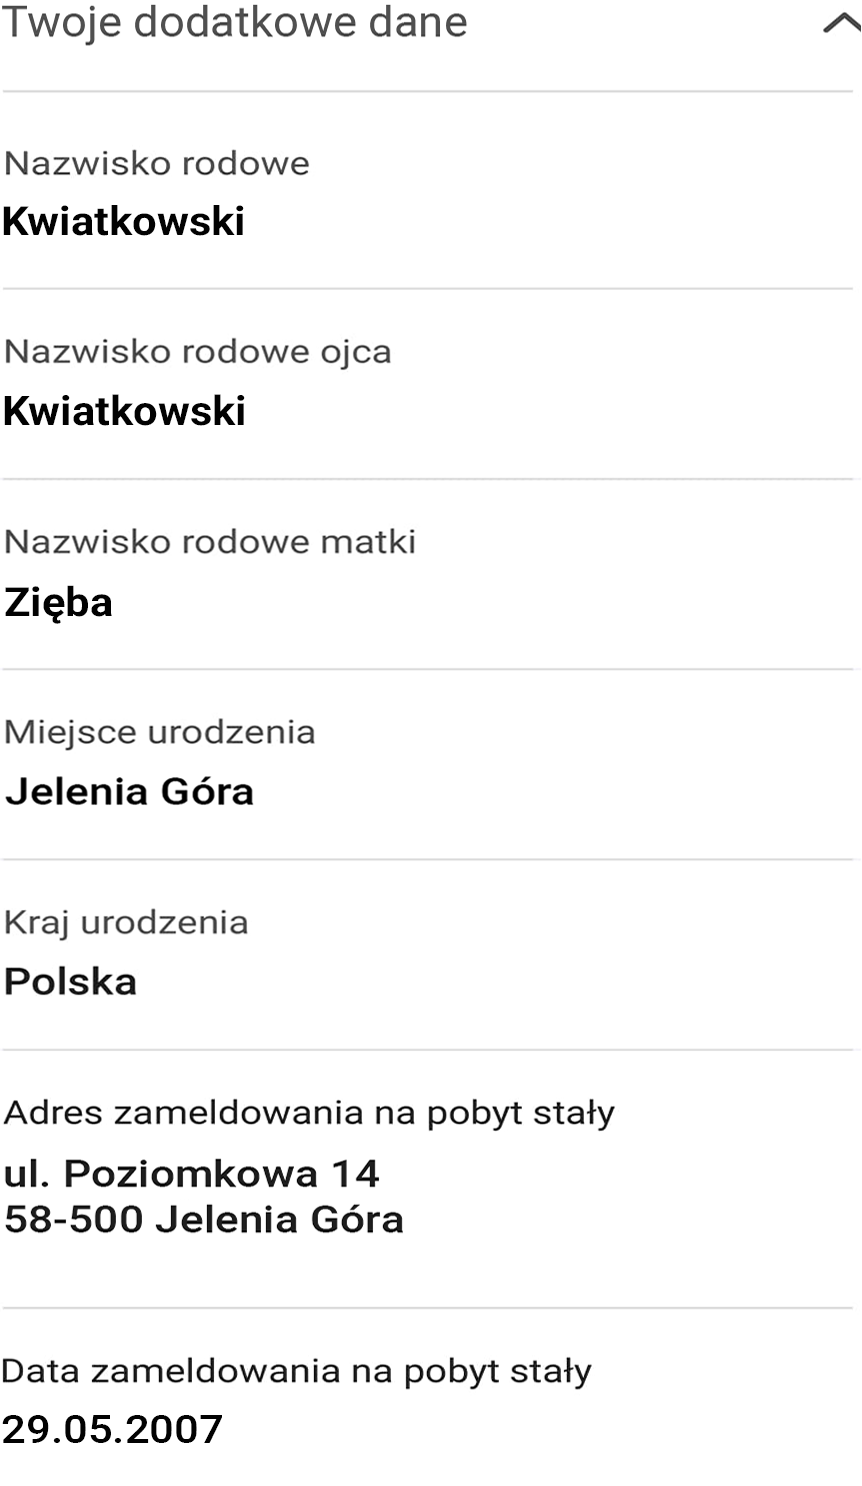 Twoje dodatkowe dane
Nazwisko rodowe
Kwiatkowski
Nazwisko rodowe ojca
Kwiatkowski
Nazwisko rodowe matki
Zięba
Miejsce urodzenia
Jelenia Góra
Kraj urodzenia
Polska
Adres zameldowania na pobyt stały
ul. Poziomkowa 14
58-500 Jelenia Góra
Data zameldowania na pobyt stały
29.05.2007